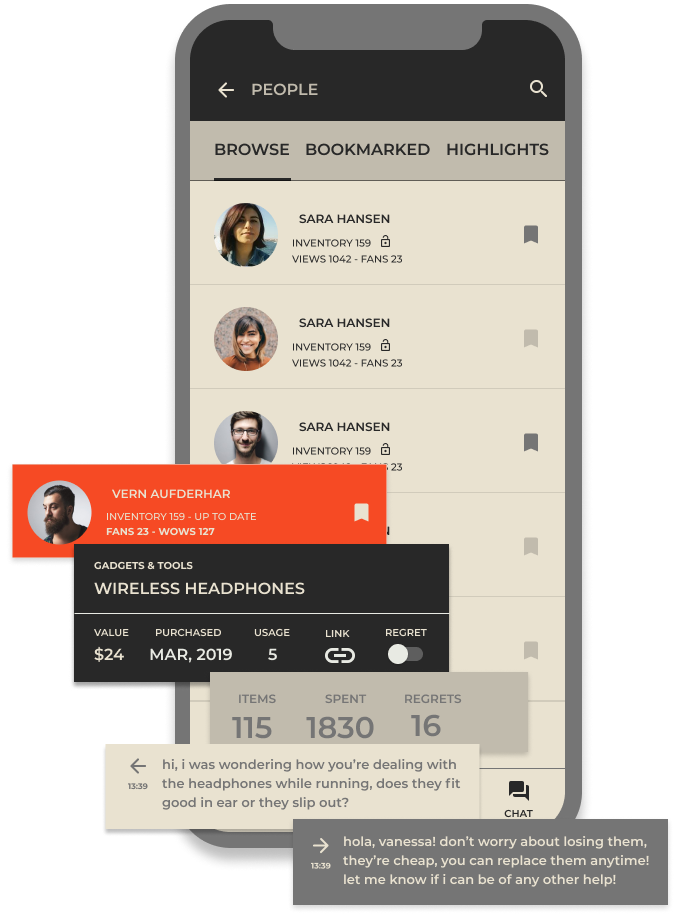 PEOPLE
BROWSE BOOKMARKED HIGHLIGHTS
SARA HANSEN
INVENTORY 159
VIEWS 1042 - FANS 23
SARA HANSEN
INVENTORY 159
VIEWS 1042 - FANS 23
SARA HANSEN
INVENTORY 159
23
VERN AUFDERHAR
INVENTORY 159 - UP TO DATE
FANS 23 - WOWS 127
GADGETS & TOOLS
WIRELESS HEADPHONES
VALUE PURCHASED USAGE LINK REGRET
$24 MAR, 2019 5
ITEMS SPENT REGRETS
115 1830 16
hi, i was wondering how you’re dealing with
the headphones while running, does they fit
good in ear or they slip out?
13:39
CHAT
hola, vanessa! don’t worry about losing them,
they’re cheap, you can replace them anytime!
let me know if i can be of any other help!
13:39